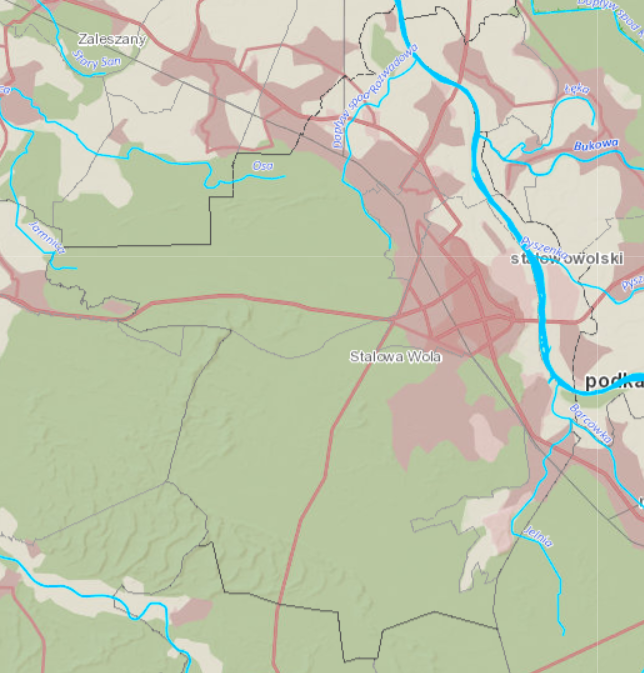 Zaleszany
Stary San
Dopływ spod Rozwadowa
Łęka
Bukowa
Osa
Jamnica
Pyszenka
stalowowolski
Stalowa Wola
podka
Barcówka
Jelnia